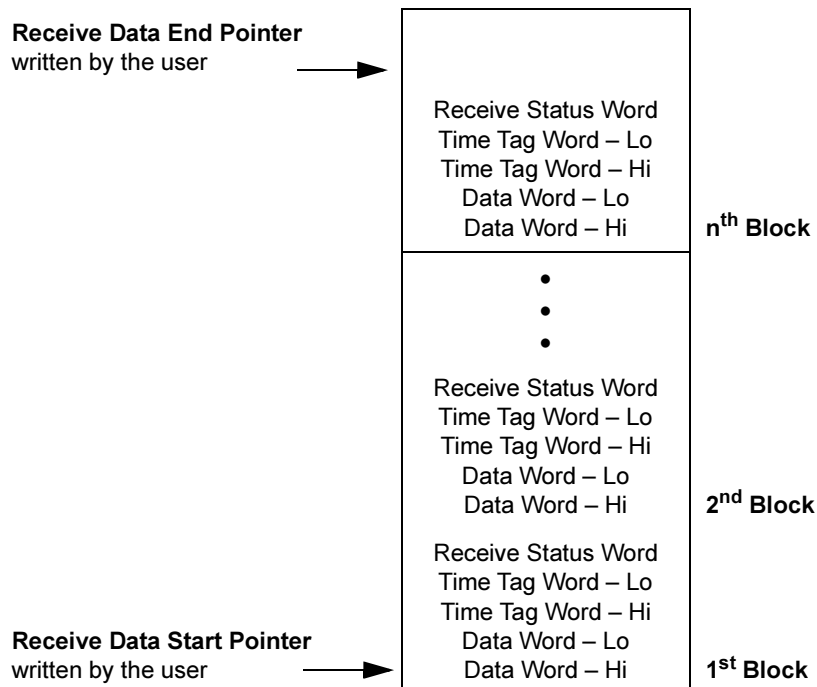 Receive Data End Pointer
written by the user
Receive Status Word
Time Tag Word – Lo
Time Tag Word – Hi
Data Word – Lo
Data Word – Hi
nth Block
Receive Status Word
Time Tag Word – Lo
Time Tag Word – Hi
Data Word – Lo
Data Word – Hi
2nd Block
Receive Status Word
Time Tag Word – Lo
Time Tag Word – Hi
Data Word – Lo
Data Word – Hi
1st Block
Receive Data Start Pointer
written by the user